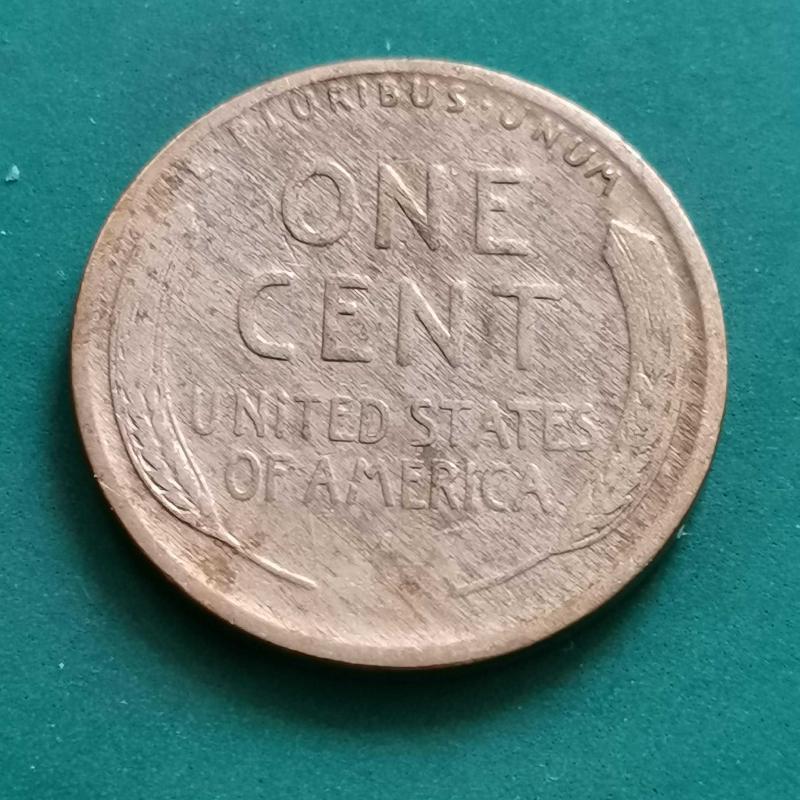 E PLURIBUS · UNUM
ONE
CENT
UNITED STATES
OF AMERICA